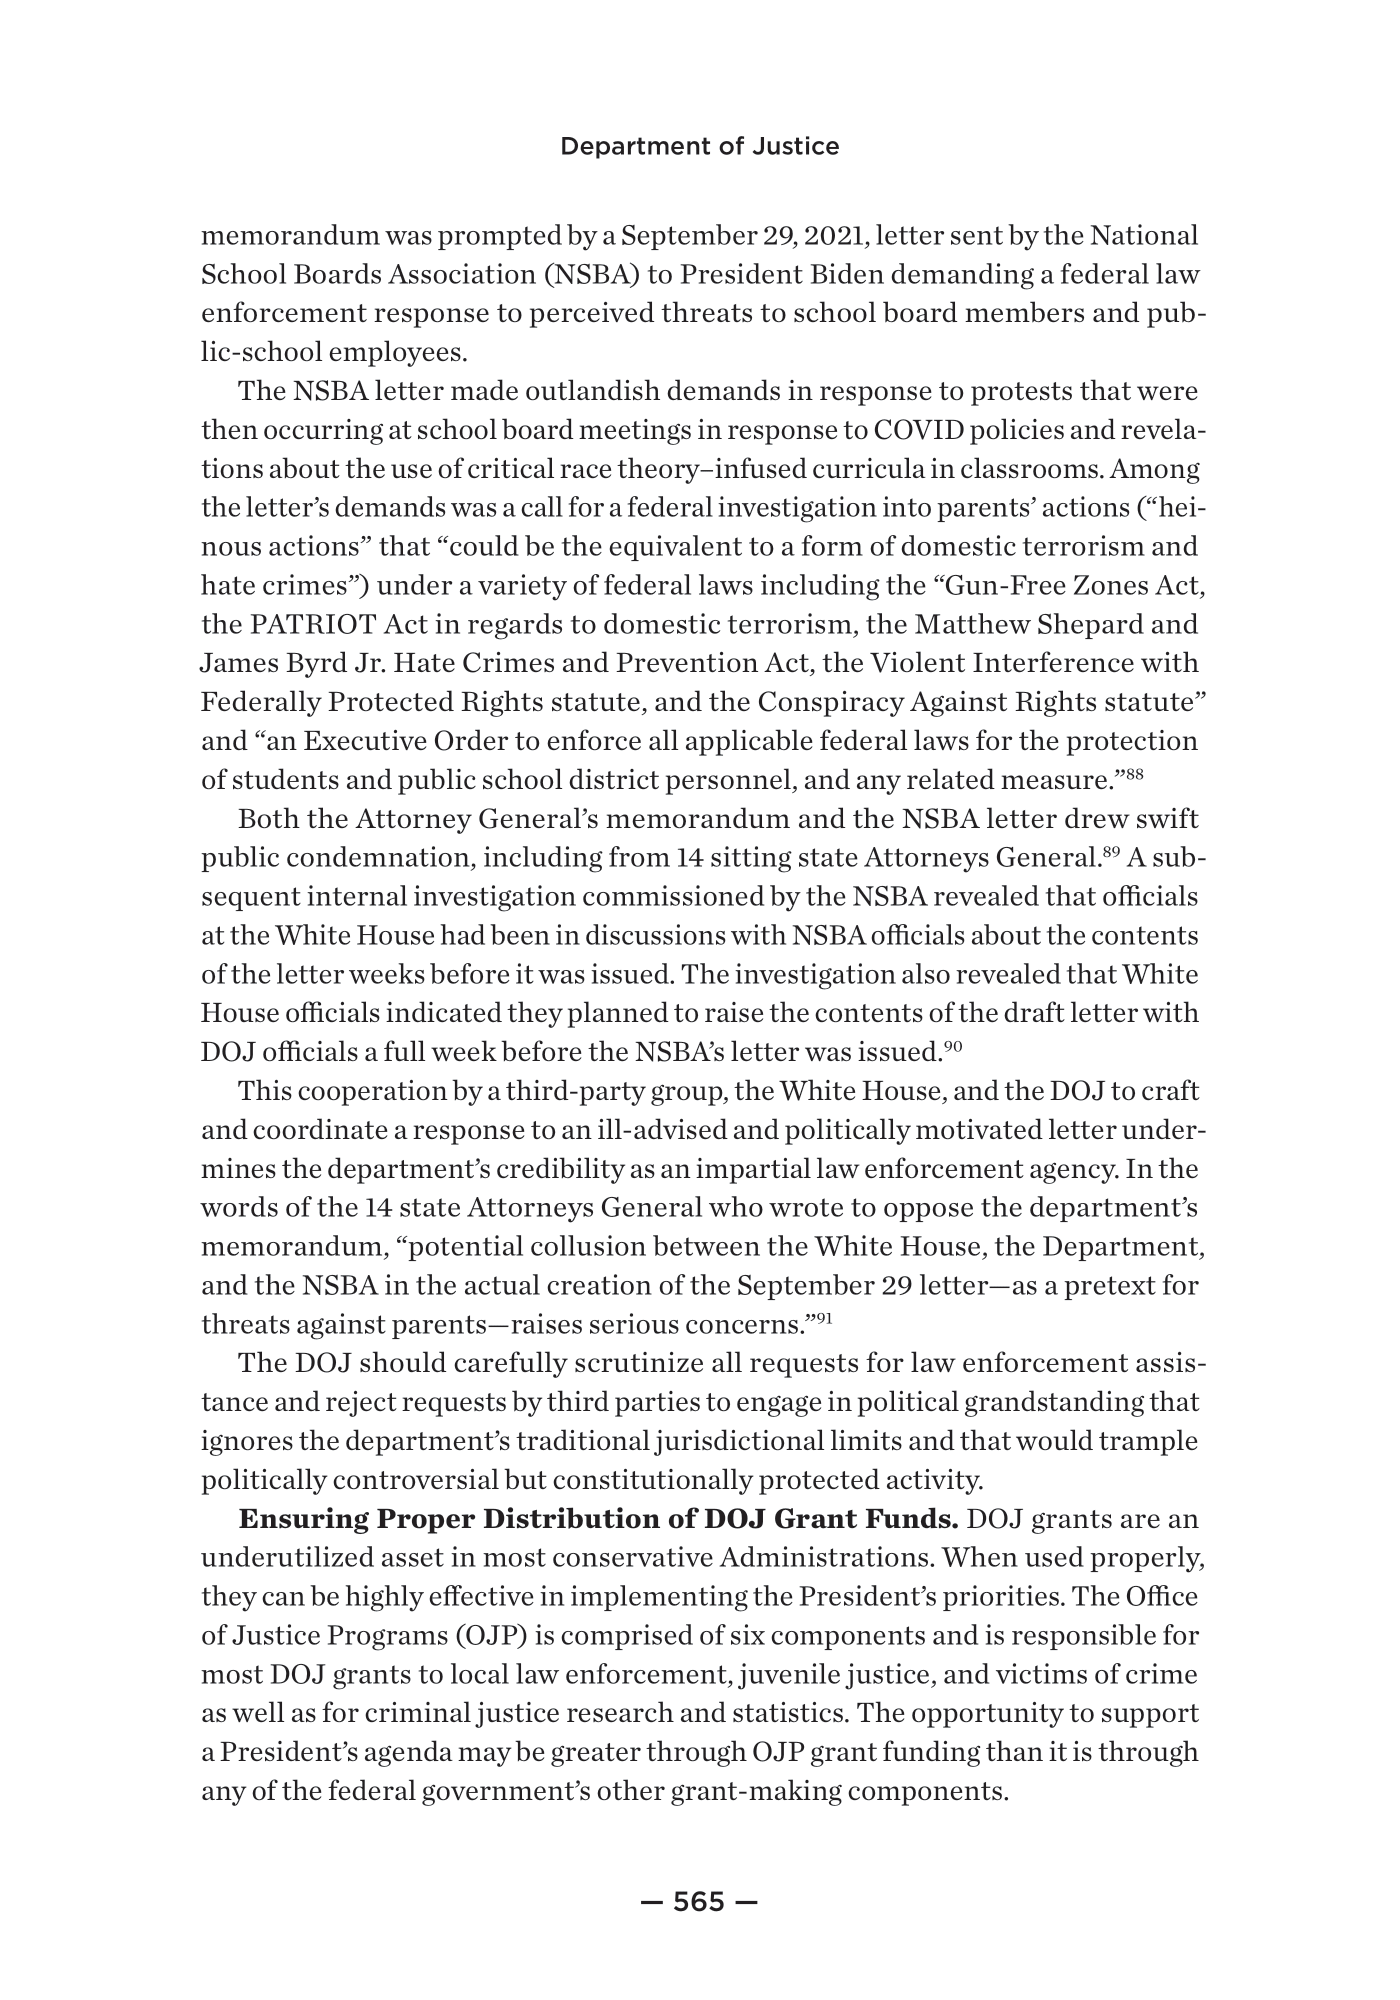 Department of Justice
memorandum was prompted by a September 29, 2021, letter sent by the National
School Boards Association (NSBA) to President Biden demanding a federal law
enforcement response to perceived threats to school board members and pub-
lic-school employees.
The NSBA letter made outlandish demands in response to protests that were
then occurring at school board meetings in response to COVID policies and revela-
tions about the use of critical race theory–infused curricula in classrooms. Among
the letter’s demands was a call for a federal investigation into parents’ actions (“hei-
nous actions” that “could be the equivalent to a form of domestic terrorism and
hate crimes”) under a variety of federal laws including the “Gun-Free Zones Act,
the PATRIOT Act in regards to domestic terrorism, the Matthew Shepard and
James Byrd Jr. Hate Crimes and Prevention Act, the Violent Interference with
Federally Protected Rights statute, and the Conspiracy Against Rights statute”
and “an Executive Order to enforce all applicable federal laws for the protection
of students and public school district personnel, and any related measure.”88
Both the Attorney General’s memorandum and the NSBA letter drew swift
public condemnation, including from 14 sitting state Attorneys General.89 A sub-
sequent internal investigation commissioned by the NSBA revealed that officials
at the White House had been in discussions with NSBA officials about the contents
of the letter weeks before it was issued. The investigation also revealed that White
House officials indicated they planned to raise the contents of the draft letter with
DOJ officials a full week before the NSBA’s letter was issued.90
This cooperation by a third-party group, the White House, and the DOJ to craft
and coordinate a response to an ill-advised and politically motivated letter under-
mines the department’s credibility as an impartial law enforcement agency. In the
words of the 14 state Attorneys General who wrote to oppose the department’s
memorandum, “potential collusion between the White House, the Department,
and the NSBA in the actual creation of the September 29 letter—as a pretext for
threats against parents—raises serious concerns.”91
The DOJ should carefully scrutinize all requests for law enforcement assis-
tance and reject requests by third parties to engage in political grandstanding that
ignores the department’s traditional jurisdictional limits and that would trample
politically controversial but constitutionally protected activity.
Ensuring Proper Distribution of DOJ Grant Funds. DOJ grants are an
underutilized asset in most conservative Administrations. When used properly,
they can be highly effective in implementing the President’s priorities. The Office
of Justice Programs (OJP) is comprised of six components and is responsible for
most DOJ grants to local law enforcement, juvenile justice, and victims of crime
as well as for criminal justice research and statistics. The opportunity to support
a President’s agenda may be greater through OJP grant funding than it is through
any of the federal government’s other grant-making components.
— 565 —